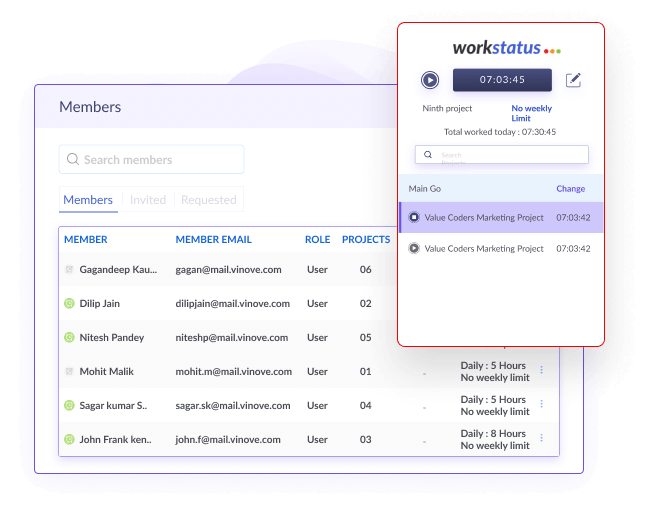 workstatus
07:03:45
Ninth project
No weekly
Limit
Total worked today : 07:30:45
Search
Main Go
Change
Value Coders Marketing Project 07:03:42
Value Coders Marketing Project 07:03:42
Members
Search members
Members Invited Requested
MEMBER MEMBER EMAIL ROLE PROJECTS
Gagandeep Kau... gagan@mail.vinove.com User 06
Dilip Jain dilipjain@mail.vinove.com User 02
Nitesh Pandey niteshp@mail.vinove.com User 05
Mohit Malik mohit.m@mail.vinove.com User 01 - Daily : 5 Hours
No weekly limit
Sagar kumar S.. sagar.sk@mail.vinove.com User 04 - Daily : 5 Hours
No weekly limit
John Frank ken.. john.f@mail.vinove.com User 03 - Daily : 8 Hours
No weekly limit